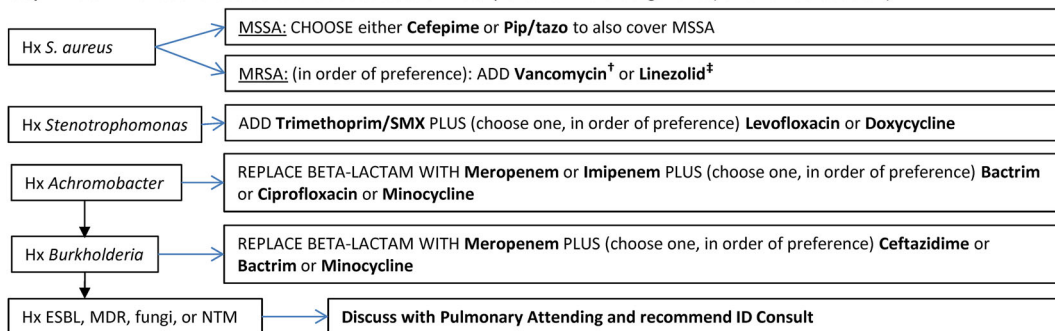 Hx S. aureus
MSSA: CHOOSE either Cefepime or Pip/tazo to also cover MSSA
MRSA: (in order of preference): ADD Vancomycin† or Linezolid‡
Hx Stenotrophomonas
ADD Trimethoprim/SMX PLUS (choose one, in order of preference) Levofloxacin or Doxycycline
Hx Achromobacter
REPLACE BETA-LACTAM WITH Meropenem or Imipenem PLUS (choose one, in order of preference) Bactrim
or Ciprofloxacin or Minocycline
Hx Burkholderia
REPLACE BETA-LACTAM WITH Meropenem PLUS (choose one, in order of preference) Ceftazidime or
Bactrim or Minocycline
Hx ESBL, MDR, fungi, or NTM
Discuss with Pulmonary Attending and recommend ID Consult